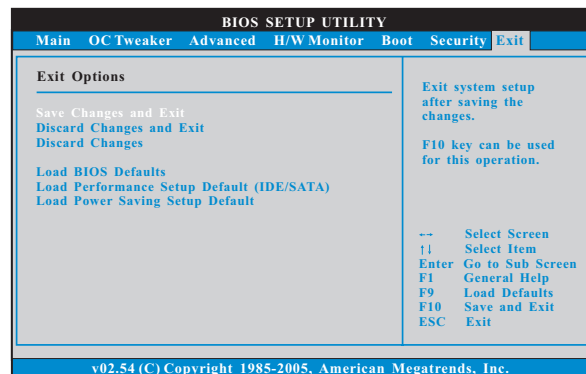 BIOS SETUP UTILITY
Main OC Tweaker Advanced H/W Monitor Boot Security Exit
Exit Options
Save Changes and Exit
Discard Changes and Exit
Discard Changes
Load BIOS Defaults
Load Performance Setup Default (IDE/SATA)
Load Power Saving Setup Default
Exit system setup
after saving the
changes.
F10 key can be used
for this operation.
←→ Select Screen
↑↓ Select Item
Enter Go to Sub Screen
F1 General Help
F9 Load Defaults
F10 Save and Exit
ESC Exit
v02.54 (C) Copyright 1985-2005, American Megatrends, Inc.